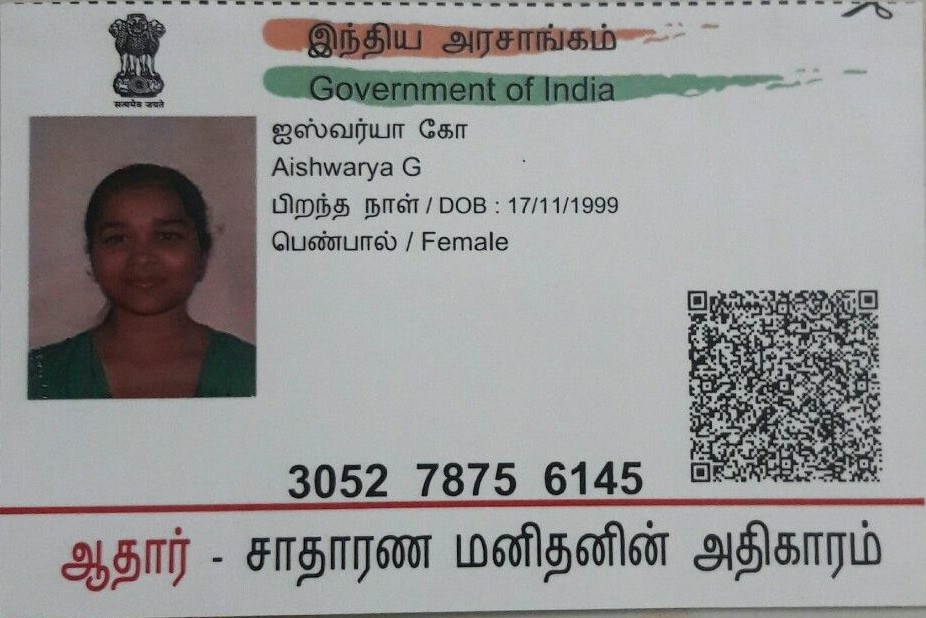 இந்திய அரசாங்கம்
Government of India
सत्यमेव जयते
ஐஸ்வர்யா கோ
Aishwarya G
பிறந்த நாள் / DOB : 17/11/1999
பெண்பால் / Female
3052 7875 6145
ஆதார் - சாதாரண மனிதனின் அதிகாரம்